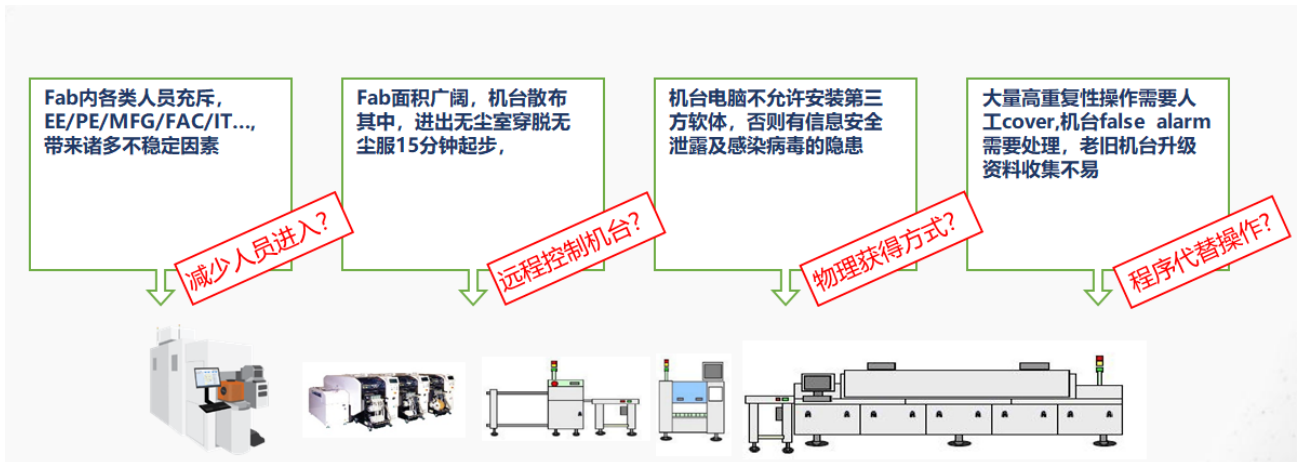 Fab内各类人员充斥，
EE/PE/MFG/FAC/IT...,
带来诸多不稳定因素
减少人员进入？
Fab面积广阔，机台散布
其中，进出无尘室穿脱无
尘服15分钟起步，
远程控制机台？
机台电脑不允许安装第三
方软体，否则有信息安全
泄露及感染病毒的隐患
物理获得方式？
大量高重复性操作需要人
工cover,机台false alarm
需要处理，老旧机台升级
资料收集不易
程序代替操作？